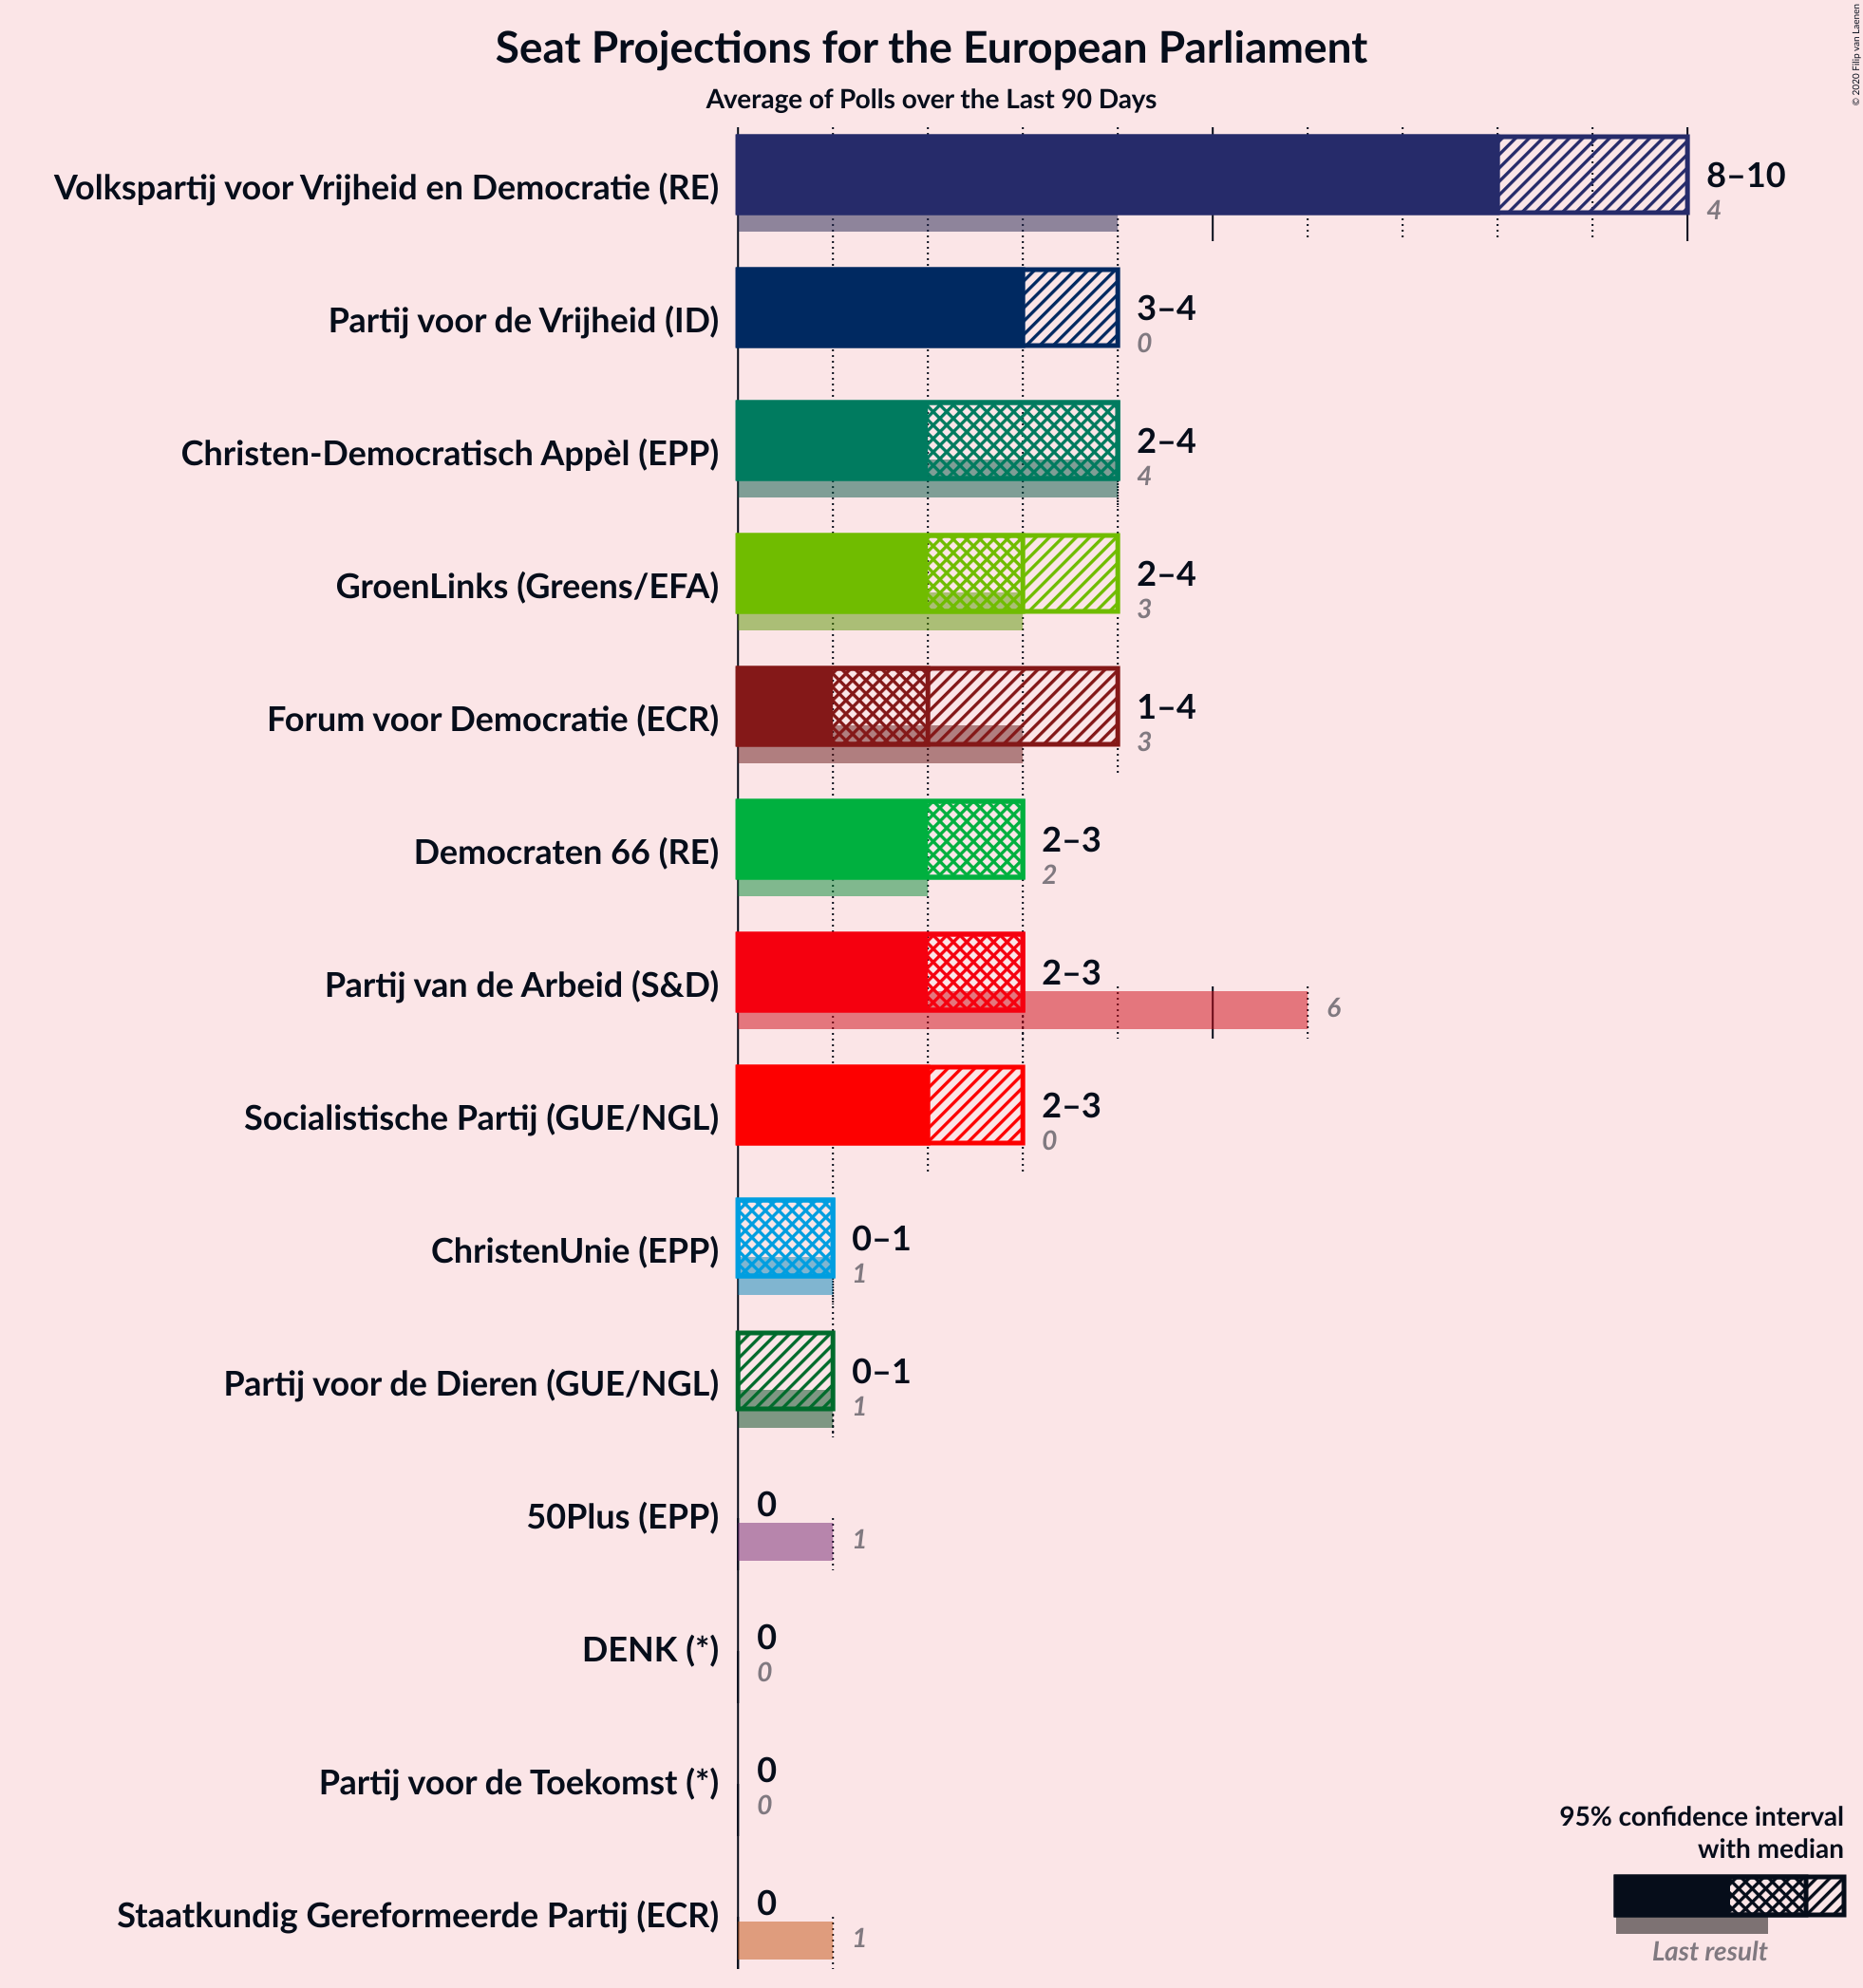 © 2020 Filip van Laenen
Seat Projections for the European Parliament
Average of Polls over the Last 90 Days
Volkspartij voor Vrijheid en Democratie (RE)
8–10
4
Partij voor de Vrijheid (ID)
3–4
0
Christen-Democratisch Appèl (EPP)
2–4
4
GroenLinks (Greens/EFA)
2–4
3
Forum voor Democratie (ECR)
1–4
3
Democraten 66 (RE)
2–3
2
Partij van de Arbeid (S&D)
2–3
6
Socialistische Partij (GUE/NGL)
2–3
0
ChristenUnie (EPP)
0–1
1
Partij voor de Dieren (GUE/NGL)
0–1
1
50Plus (EPP)
0
1
DENK (*)
0
0
Partij voor de Toekomst (*)
0
0
Staatkundig Gereformeerde Partij (ECR)
0
1
95% confidence interval
with median
Last result